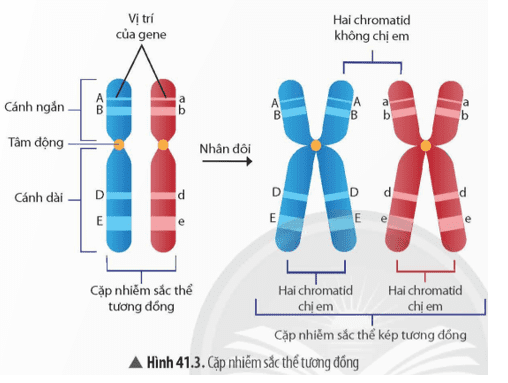 Vị trí
của gene
Hai chromatid
không chị em
Cánh ngắn
Tâm động
Cánh dài
A
B
D
E
a
b
d
e
Nhân đôi
A
B
D
E
A
B
D
E
a
b
d
e
a
b
d
e
Cặp nhiễm sắc thể
tương đồng
Hai chromatid
chị em
Hai chromatid
chị em
Cặp nhiễm sắc thể kép tương đồng
▲ Hình 41.3. Cặp nhiễm sắc thể tương đồng